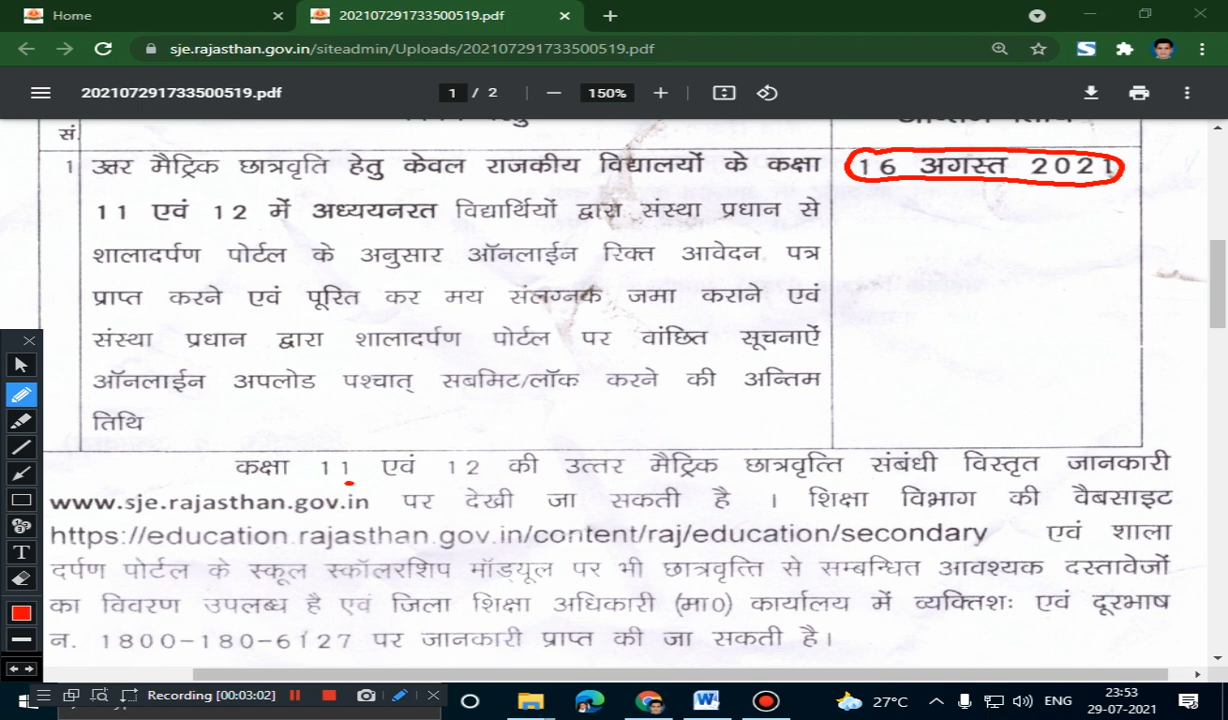 Home
202107291733500519.pdf
sje.rajasthan.gov.in/siteadmin/Uploads/202107291733500519.pdf
202107291733500519.pdf
1 / 2
150%
सं.
1 उत्तर मैट्रिक छात्रवृति हेतु केवल राजकीय विद्यालयों के कक्षा 16 अगस्त 2021
11 एवं 12 में अध्ययनरत विद्यार्थियों द्वारा संस्था प्रधान से
शालादर्पण पोर्टल के अनुसार ऑनलाईन रिक्त आवेदन पत्र
प्राप्त करने एवं पूरित कर मय संलग्नक जमा कराने एवं
संस्था प्रधान द्वारा शालादर्पण पोर्टल पर वांछित सूचनाऐं
ऑनलाईन अपलोड पश्चात् सबमिट/लॉक करने की अन्तिम
तिथि
कक्षा 11 एवं 12 की उत्तर मैट्रिक छात्रवृत्ति संबंधी विस्तृत जानकारी
www.sje.rajasthan.gov.in पर देखी जा सकती है । शिक्षा विभाग की वैबसाइट
https://education.rajasthan.gov.in/content/raj/education/secondary एवं शाला
दर्पण पोर्टल के स्कूल स्कॉलरशिप मॉड्यूल पर भी छात्रवृत्ति से सम्बन्धित आवश्यक दस्तावेजों
का विवरण उपलब्ध है एवं जिला शिक्षा अधिकारी (मा0) कार्यालय में व्यक्तिशः एवं दूरभाष
न. 1800-180-6127 पर जानकारी प्राप्त की जा सकती है।
Recording [00:03:02]
27°C
ENG
23:53
29-07-2021